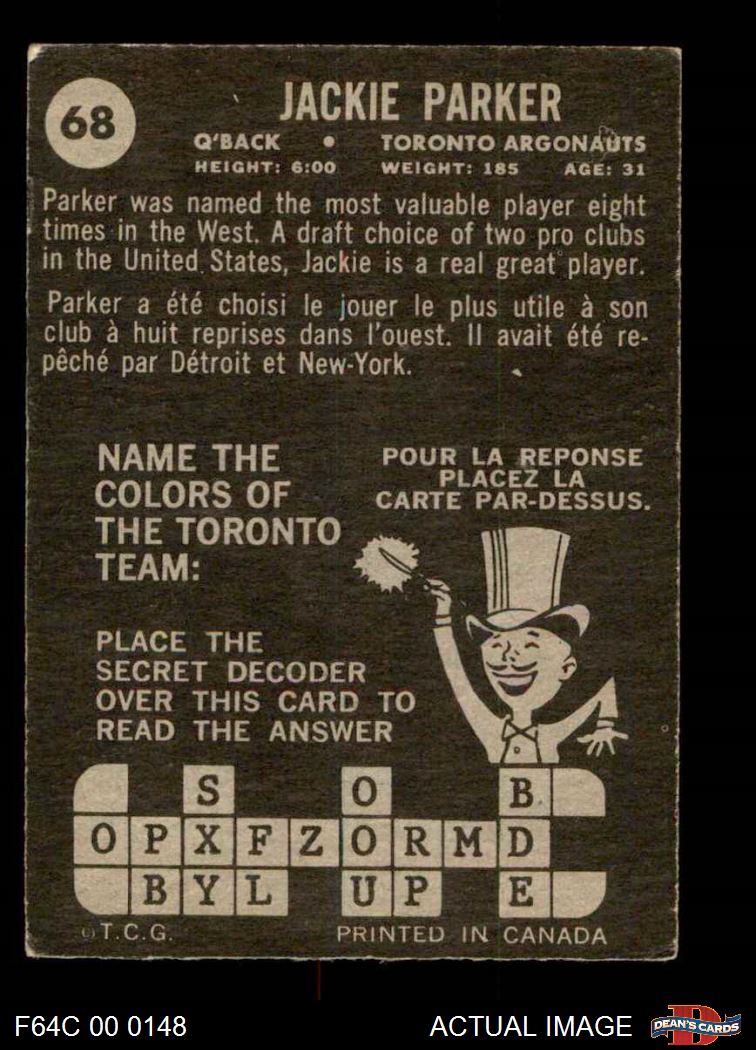 68
JACKIE PARKER
Q'BACK • TORONTO ARGONAUTS
HEIGHT: 6:00 WEIGHT: 185 AGE: 31
Parker was named the most valuable player eight
times in the West. A draft choice of two pro clubs
in the United States, Jackie is a real great player.
Parker a été choisi le jouer le plus utile à son
club à huit reprises dans l'ouest. Il avait été re-
pêché par Détroit et New-York.
NAME THE
COLORS OF
THE TORONTO
TEAM:
POUR LA REPONSE
PLACEZ LA
CARTE PAR-DESSUS.
PLACE THE
SECRET DECODER
OVER THIS CARD TO
READ THE ANSWER
S O B
O P X F Z O R M D
B Y L U P E
©T.C.G. PRINTED IN CANADA
F64C 00 0148 ACTUAL IMAGE
D
DEAN'S CARDS